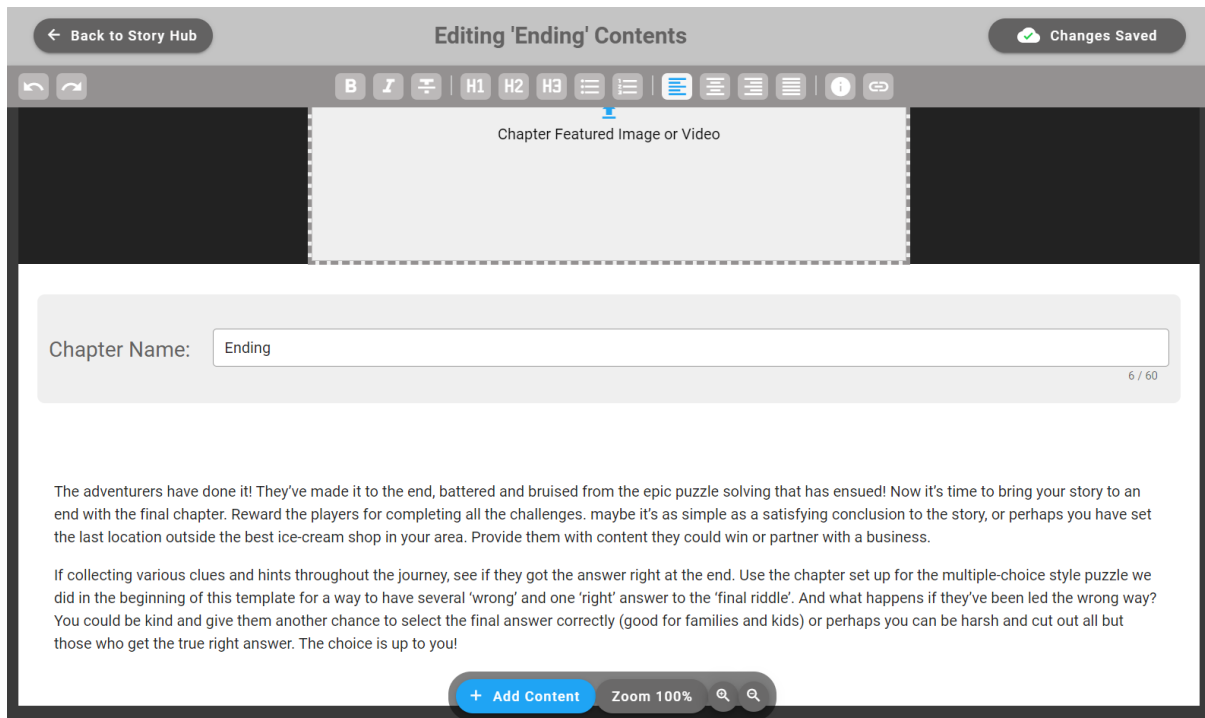 Back to Story Hub
Editing 'Ending' Contents
Changes Saved
B I H1 H2 H3
Chapter Featured Image or Video
Chapter Name:
Ending
6 / 60
The adventurers have done it! They’ve made it to the end, battered and bruised from the epic puzzle solving that has ensued! Now it’s time to bring your story to an
end with the final chapter. Reward the players for completing all the challenges. maybe it’s as simple as a satisfying conclusion to the story, or perhaps you have set
the last location outside the best ice-cream shop in your area. Provide them with content they could win or partner with a business.
If collecting various clues and hints throughout the journey, see if they got the answer right at the end. Use the chapter set up for the multiple-choice style puzzle we
did in the beginning of this template for a way to have several ‘wrong’ and one ‘right’ answer to the ‘final riddle’. And what happens if they’ve been led the wrong way?
You could be kind and give them another chance to select the final answer correctly (good for families and kids) or perhaps you can be harsh and cut out all but
those who get the true right answer. The choice is up to you!
+ Add Content
Zoom 100%